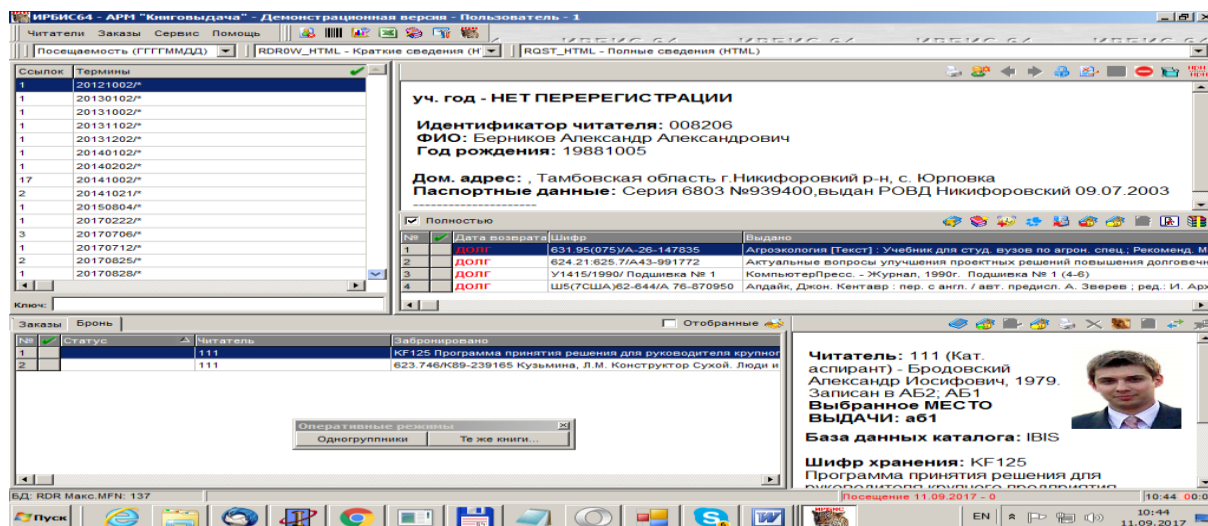 ИРБИС64 - АРМ "Книговыдача" - Демонстрационная версия - Пользователь - 1
Читатели Заказы Сервис Помощь
Посещаемость (ГГГГММДД) RDR0W_HTML - Краткие сведения (HT RQST_HTML - Полные сведения (HTML)
Ссылок Термины
1 20121002/*
1 20130102/*
1 20131002/*
1 20131102/*
1 20131202/*
1 20140102/*
1 20140202/*
17 20141002/*
2 20141021/*
1 20150804/*
1 20170222/*
3 20170706/*
1 20170712/*
2 20170825/*
1 20170828/*
Ключ:
уч. год - НЕТ ПЕРЕРЕГИСТРАЦИИ
Идентификатор читателя: 008206
ФИО: Берников Александр Александрович
Год рождения: 19881005
Дом. адрес: , Тамбовская область г.Никифоровкий р-н, с. Юрловка
Паспортные данные: Серия 6803 №939400,выдан РОВД Никифоровский 09.07.2003
---------------------
Полностью
№ Дата возврата Шифр Выдано
1 ДОЛГ 631.95(075)/А-26-147835 Агроэкология [Текст] : Учебник для студ. вузов по агрон. спец.; Рекоменд. М
2 ДОЛГ 624.21:625.7/А43-991772 Актуальные вопросы улучшения проектных решений повышения долговечн
3 ДОЛГ У1415/1990/ Подшивка № 1 КомпьютерПресс. - Журнал, 1990г. Подшивка № 1 (4-6)
4 ДОЛГ Ш5(7США)62-644/А 76-870950 Апдайк, Джон. Кентавр : пер. с англ. / авт. предисл. А. Зверев ; ред.: И. Арх
Заказы Бронь
Отобранные
№ Статус Читатель Забронировано
1 111 KF125 Программа принятия решения для руководителя крупног
2 111 623.746/К89-239165 Кузьмина, Л.М. Конструктор Сухой. Люди и
Оперативные режимы
Одногруппники Те же книги...
Читатель: 111 (Кат.
аспирант) - Бродовский
Александр Иосифович, 1979.
Записан в АБ2; АБ1
Выбранное МЕСТО
ВЫДАЧИ: аб1
База данных каталога: IBIS
Шифр хранения: KF125
Программа принятия решения для
руководителя крупного предприятия
БД: RDR Макс.MFN: 137
Посещение 11.09.2017 - 0
10:44 00:0
Пуск
EN
10:44
11.09.2017